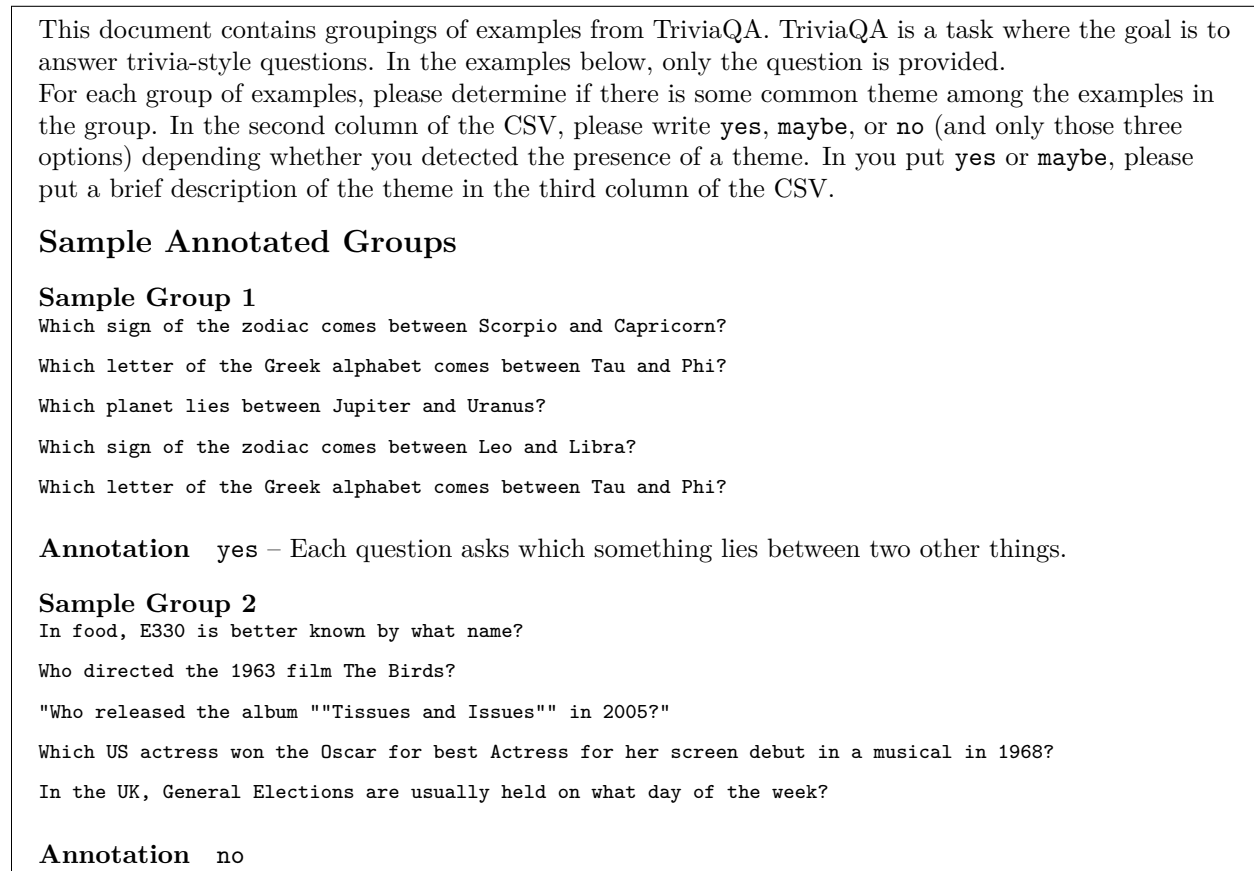 This document contains groupings of examples from TriviaQA. TriviaQA is a task where the goal is to
answer trivia-style questions. In the examples below, only the question is provided.
For each group of examples, please determine if there is some common theme among the examples in
the group. In the second column of the CSV, please write yes, maybe, or no (and only those three
options) depending whether you detected the presence of a theme. In you put yes or maybe, please
put a brief description of the theme in the third column of the CSV.
Sample Annotated Groups
Sample Group 1
Which sign of the zodiac comes between Scorpio and Capricorn?
Which letter of the Greek alphabet comes between Tau and Phi?
Which planet lies between Jupiter and Uranus?
Which sign of the zodiac comes between Leo and Libra?
Which letter of the Greek alphabet comes between Tau and Phi?
Annotation yes – Each question asks which something lies between two other things.
Sample Group 2
In food, E330 is better known by what name?
Who directed the 1963 film The Birds?
"Who released the album ""Tissues and Issues"" in 2005?"
Which US actress won the Oscar for best Actress for her screen debut in a musical in 1968?
In the UK, General Elections are usually held on what day of the week?
Annotation no